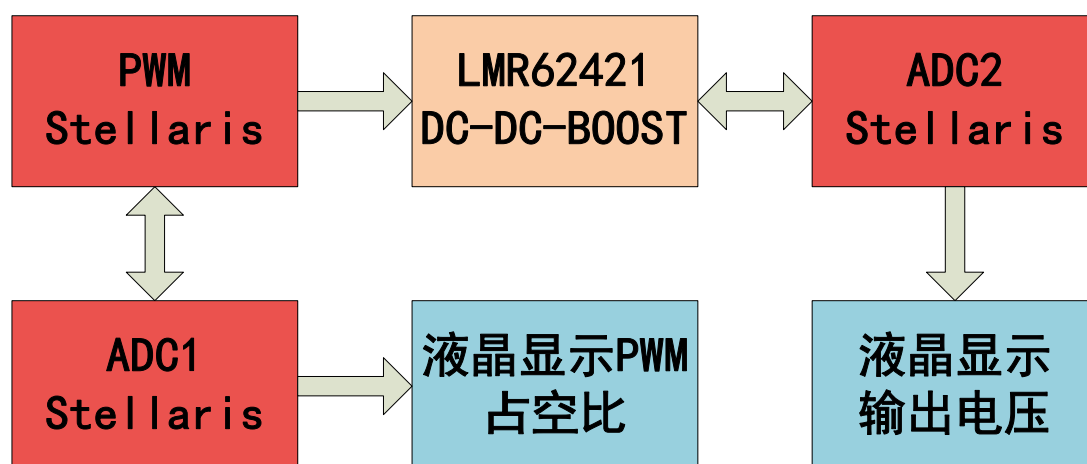 PWM
Stellaris
LMR62421
DC-DC-BOOST
ADC2
Stellaris
ADC1
Stellaris
液晶显示PWM
占空比
液晶显示
输出电压